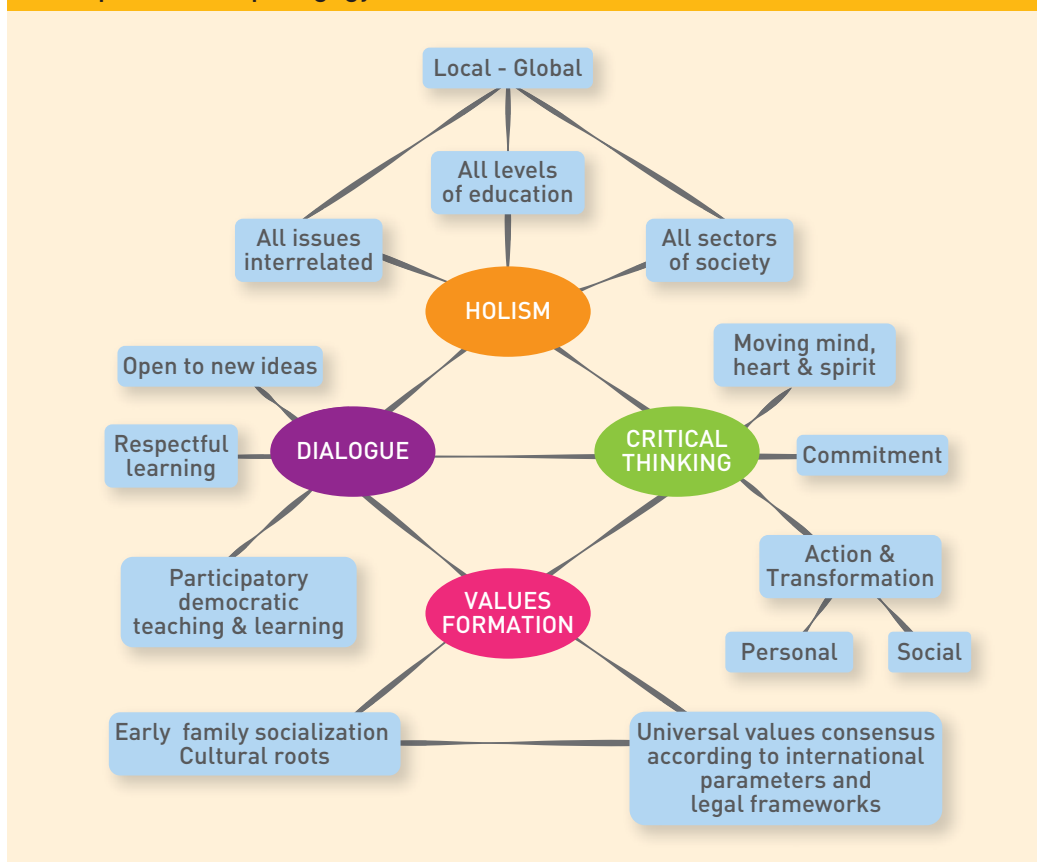 Local - Global
All levels
of education
All issues
interrelated
All sectors
of society
HOLISM
Moving mind,
heart & spirit
Open to new ideas
DIALOGUE
CRITICAL
THINKING
Respectful
learning
Commitment
Action &
Transformation
Participatory
democratic
teaching & learning
VALUES
FORMATION
Personal
Social
Early family socialization
Cultural roots
Universal values consensus
according to international
parameters and
legal frameworks